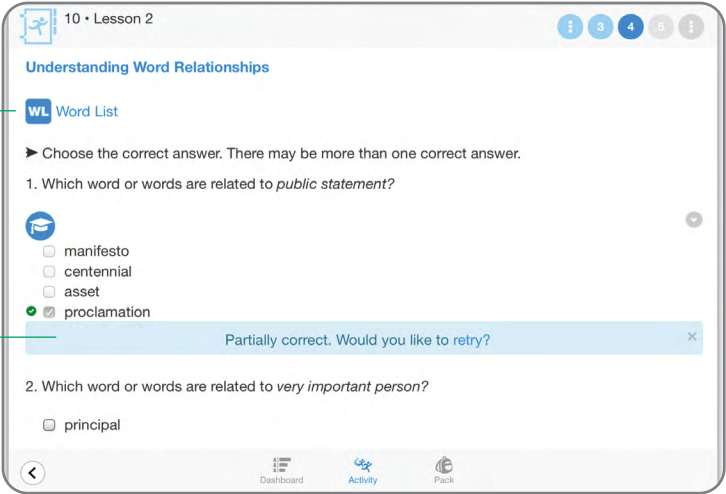 10 • Lesson 2
3 4 5
Understanding Word Relationships
WL Word List
➤ Choose the correct answer. There may be more than one correct answer.
1. Which word or words are related to public statement?
manifesto
centennial
asset
proclamation
Partially correct. Would you like to retry? ×
2. Which word or words are related to very important person?
principal
Dashboard Activity Pack